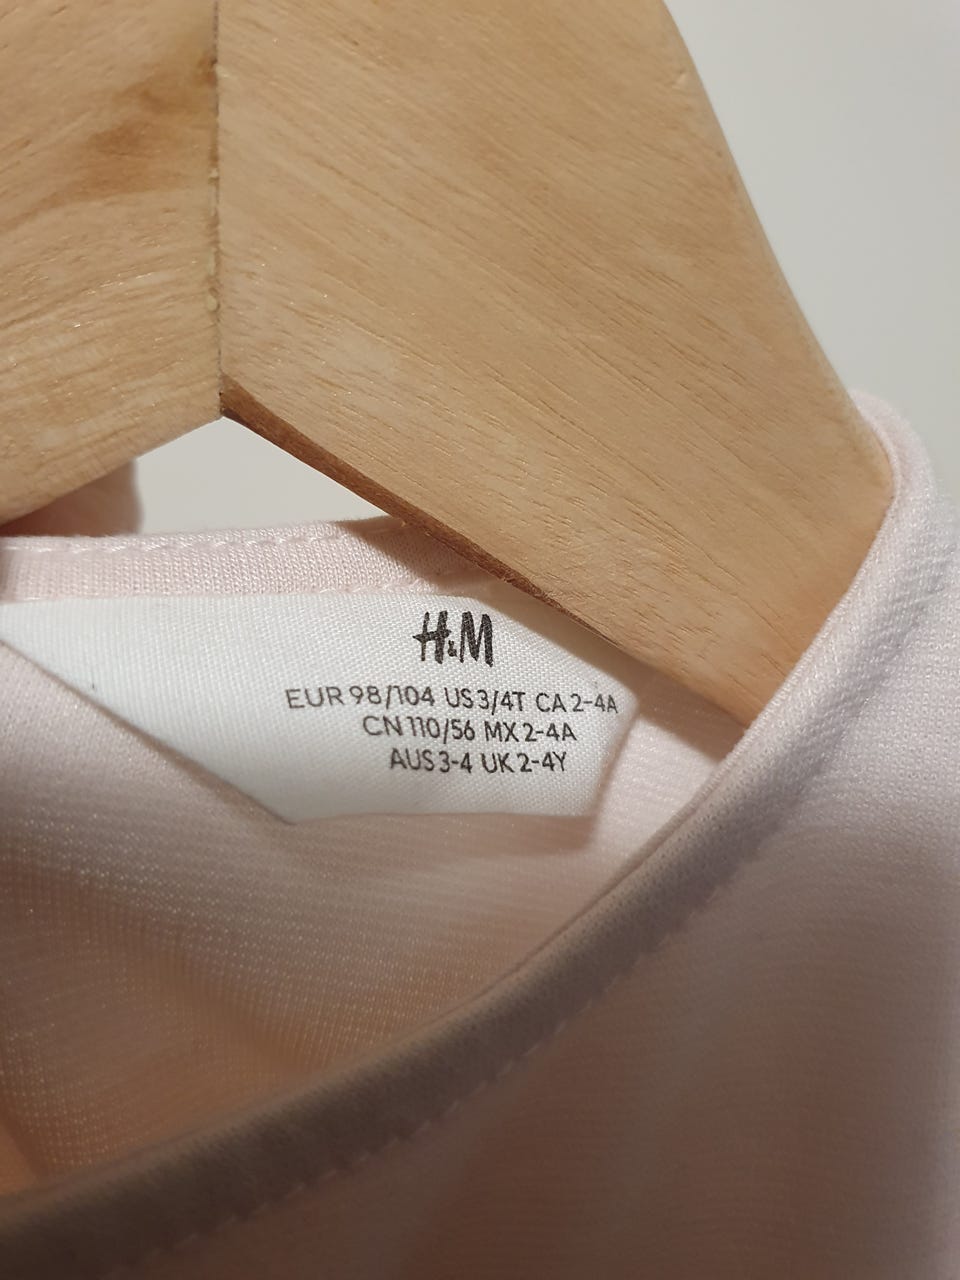 H&M
EUR 98/104 US 3/4T CA 2-4A
CN 110/56 MX 2-4A
AUS 3-4 UK 2-4Y